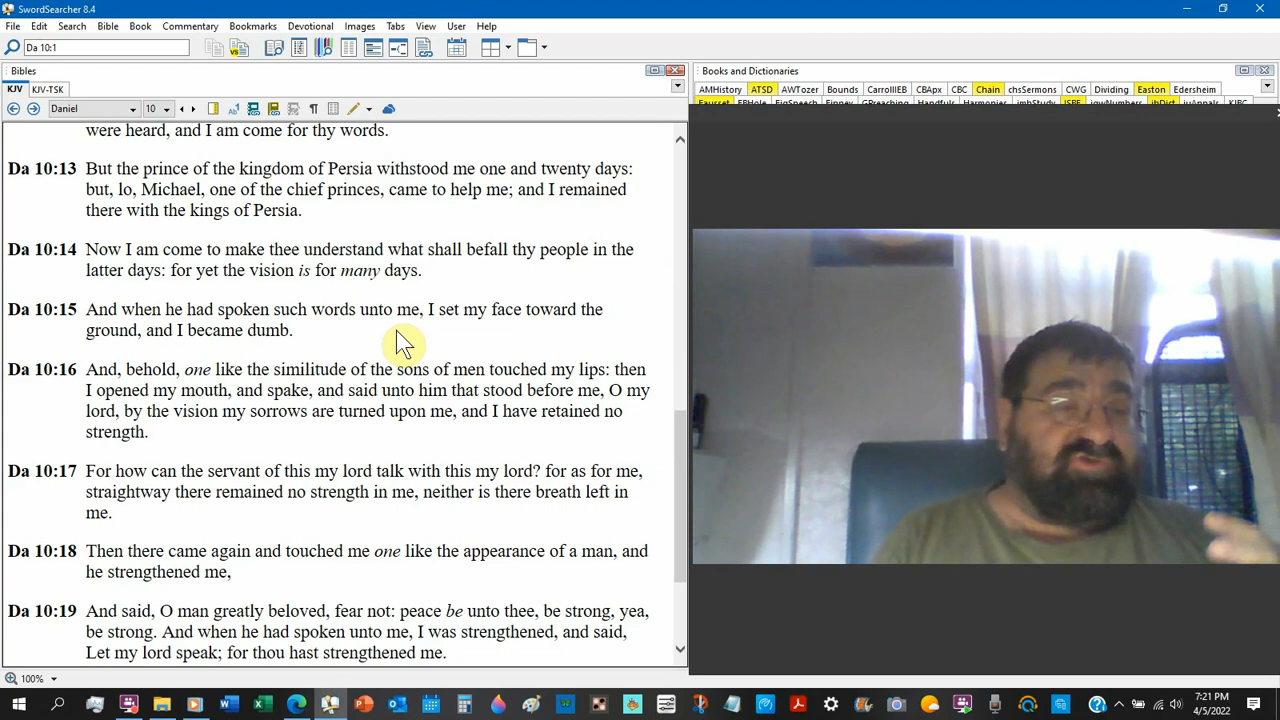 SwordSearcher 8.4
File Edit Search Bible Book Commentary Bookmarks Devotional Images Tabs View User Help
Da 10:1
Bibles
KJV KJV-TSK
Daniel 10
were heard, and I am come for thy words.
Da 10:13 But the prince of the kingdom of Persia withstood me one and twenty days:
but, lo, Michael, one of the chief princes, came to help me; and I remained
there with the kings of Persia.
Da 10:14 Now I am come to make thee understand what shall befall thy people in the
latter days: for yet the vision is for many days.
Da 10:15 And when he had spoken such words unto me, I set my face toward the
ground, and I became dumb.
Da 10:16 And, behold, one like the similitude of the sons of men touched my lips: then
I opened my mouth, and spake, and said unto him that stood before me, O my
lord, by the vision my sorrows are turned upon me, and I have retained no
strength.
Da 10:17 For how can the servant of this my lord talk with this my lord? for as for me,
straightway there remained no strength in me, neither is there breath left in
me.
Da 10:18 Then there came again and touched me one like the appearance of a man, and
he strengthened me,
Da 10:19 And said, O man greatly beloved, fear not: peace be unto thee, be strong, yea,
be strong. And when he had spoken unto me, I was strengthened, and said,
Let my lord speak; for thou hast strengthened me.
100%
Books and Dictionaries
AMHistory ATSD AWTozer Bounds CarrollIEB CBApx CBC Chain chsSermons CWG Dividing Easton Edersheim
7:21 PM
4/5/2022